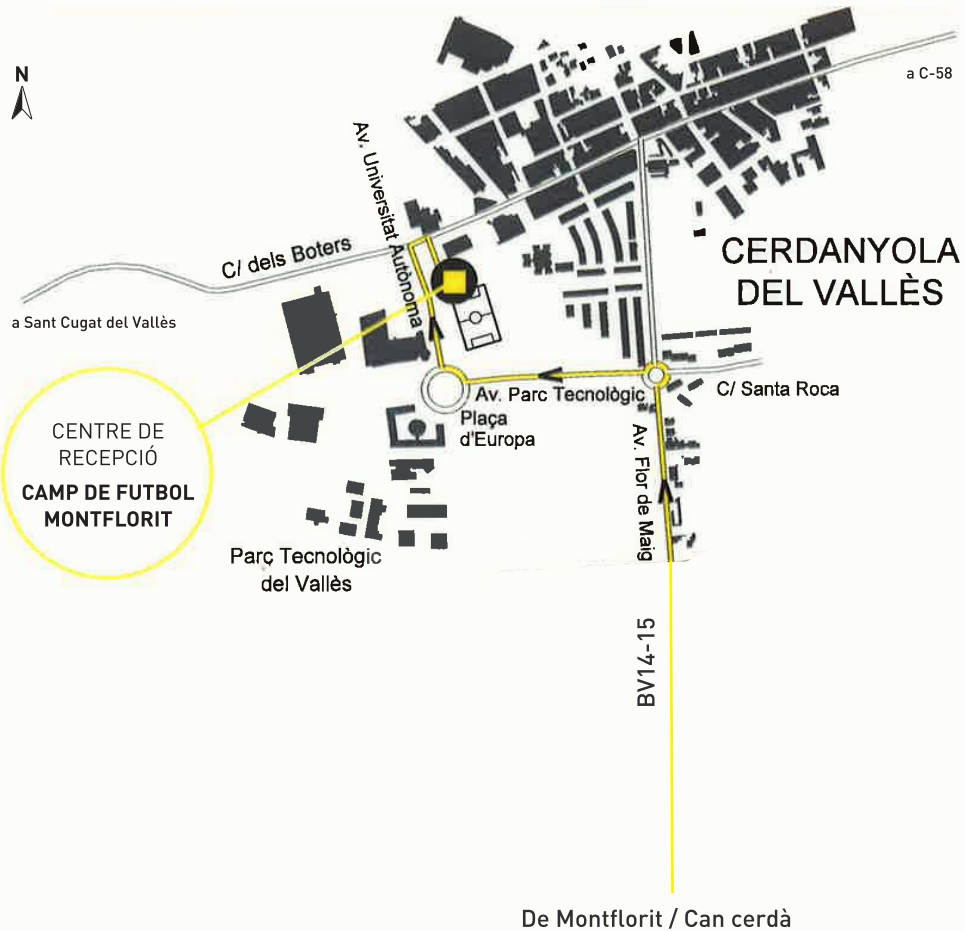 N
a C-58
Av. Universitat Autònoma
C/ dels Boters
CERDANYOLA
DEL VALLÈS
a Sant Cugat del Vallès
C/ Santa Roca
Av. Parc Tecnològic
Plaça
d'Europa
CENTRE DE
RECEPCIÓ
CAMP DE FUTBOL
MONTFLORIT
Av. Flor de Maig
Parç Tecnològic
del Vallès
BV14-15
De Montflorit / Can cerdà